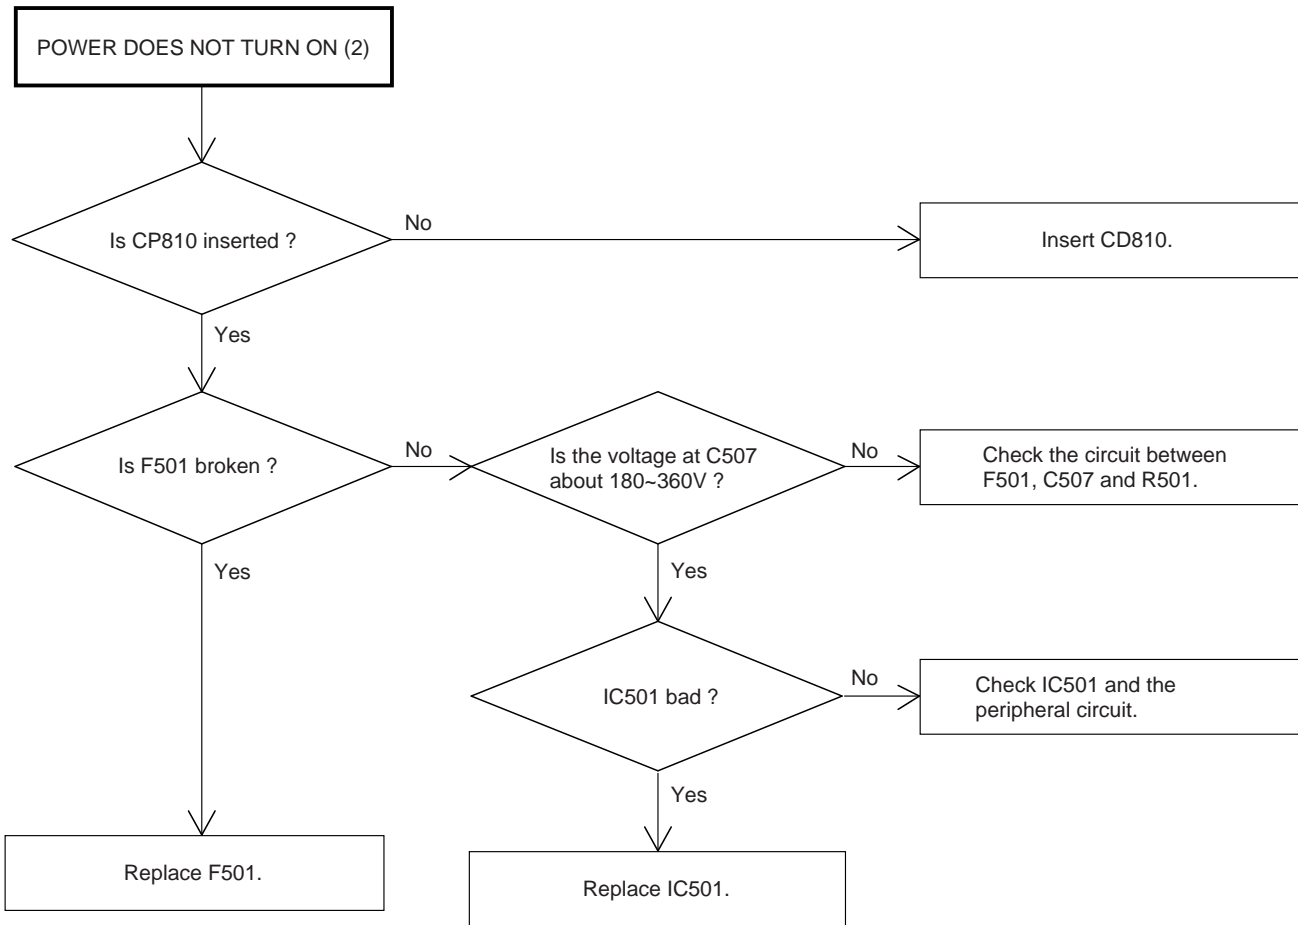 POWER DOES NOT TURN ON (2)
Is CP810 inserted ?
No
Insert CD810.
Yes
Is F501 broken ?
No
Is the voltage at C507
about 180~360V ?
No
Check the circuit between
F501, C507 and R501.
Yes
Yes
IC501 bad ?
No
Check IC501 and the
peripheral circuit.
Yes
Replace F501.
Replace IC501.